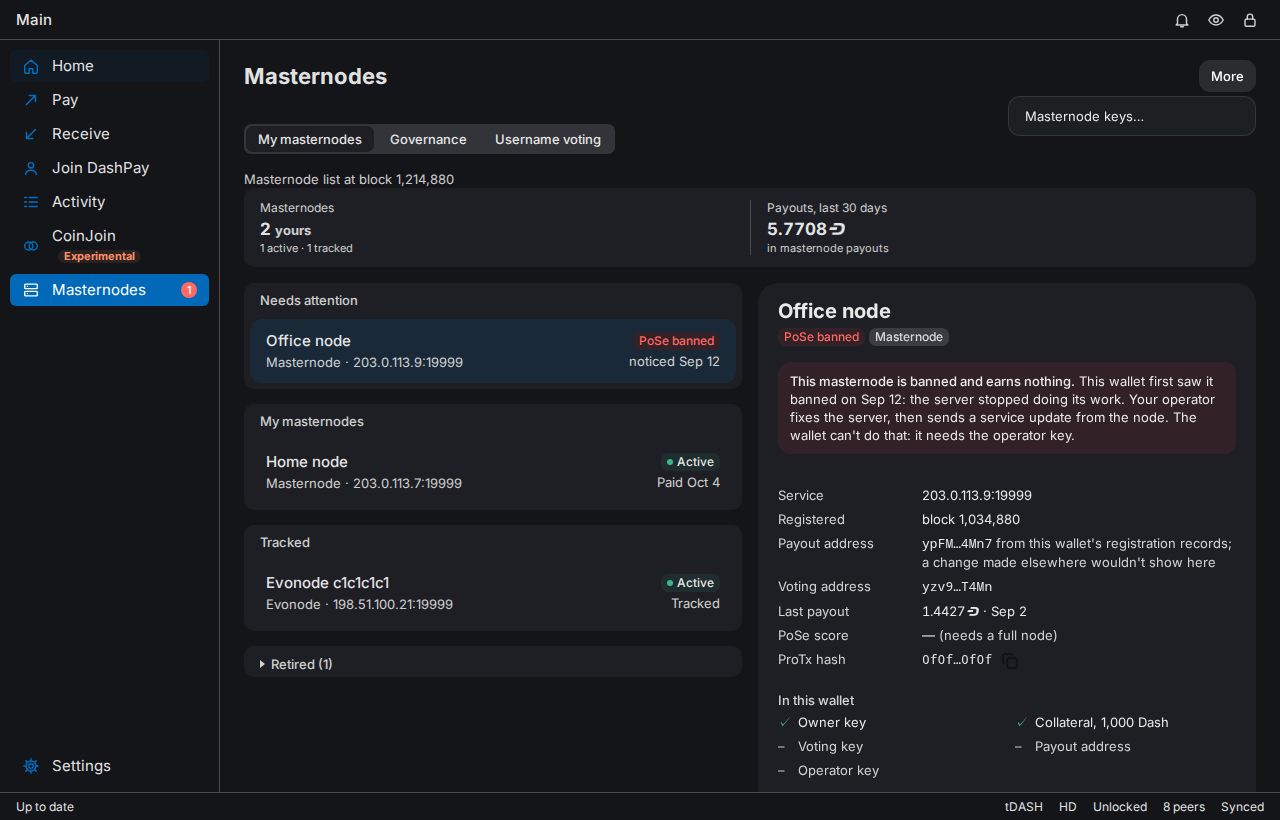 Main
Home
Pay
Receive
Join DashPay
Activity
CoinJoin
Experimental
Masternodes 1
Settings
Masternodes
More
Masternode keys...
My masternodes Governance Username voting
Masternode list at block 1,214,880
Masternodes
2 yours
1 active · 1 tracked
Payouts, last 30 days
5.7708
in masternode payouts
Needs attention
Office node PoSe banned
Masternode · 203.0.113.9:19999 noticed Sep 12
My masternodes
Home node Active
Masternode · 203.0.113.7:19999 Paid Oct 4
Tracked
Evonode c1c1c1c1 Active
Evonode · 198.51.100.21:19999 Tracked
Retired (1)
Office node
PoSe banned Masternode
This masternode is banned and earns nothing. This wallet first saw it
banned on Sep 12: the server stopped doing its work. Your operator
fixes the server, then sends a service update from the node. The
wallet can't do that: it needs the operator key.
Service 203.0.113.9:19999
Registered block 1,034,880
Payout address ypFM…4Mn7 from this wallet's registration records;
a change made elsewhere wouldn't show here
Voting address yzv9…T4Mn
Last payout 1.4427 · Sep 2
PoSe score — (needs a full node)
ProTx hash 0f0f…0f0f
In this wallet
✓ Owner key ✓ Collateral, 1,000 Dash
– Voting key – Payout address
– Operator key
Up to date tDASH HD Unlocked 8 peers Synced